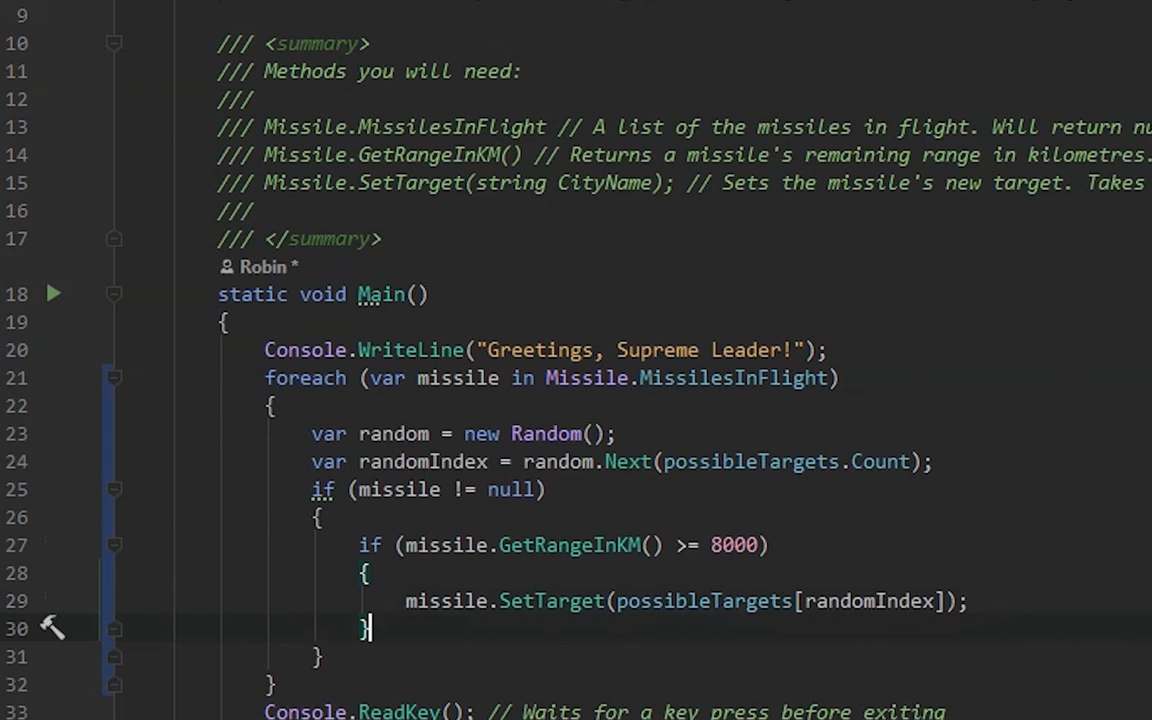 9
10 /// <summary>
11 /// Methods you will need:
12 ///
13 /// Missile.MissilesInFlight // A list of the missiles in flight. Will return
14 /// Missile.GetRangeInKM() // Returns a missile's remaining range in kilometres.
15 /// Missile.SetTarget(string CityName); // Sets the missile's new target. Takes
16 ///
17 /// </summary>
Robin *
18 static void Main()
19 {
20 Console.WriteLine("Greetings, Supreme Leader!");
21 foreach (var missile in Missile.MissilesInFlight)
22 {
23 var random = new Random();
24 var randomIndex = random.Next(possibleTargets.Count);
25 if (missile != null)
26 {
27 if (missile.GetRangeInKM() >= 8000)
28 {
29 missile.SetTarget(possibleTargets[randomIndex]);
30 }
31 }
32 }
33 Console.ReadKey(); // Waits for a key press before exiting